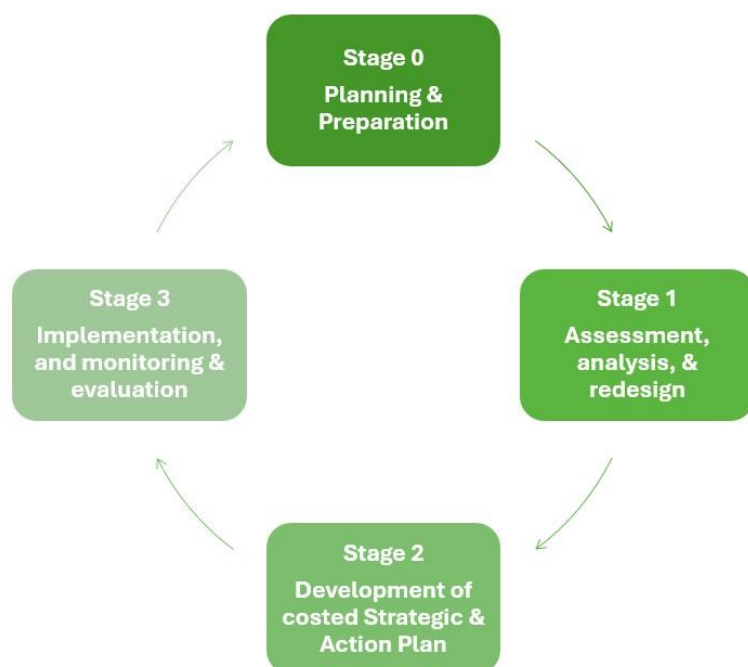 Stage 0
Planning &
Preparation
Stage 1
Assessment,
analysis, &
redesign
Stage 2
Development of
costed Strategic &
Action Plan
Stage 3
Implementation,
and monitoring &
evaluation